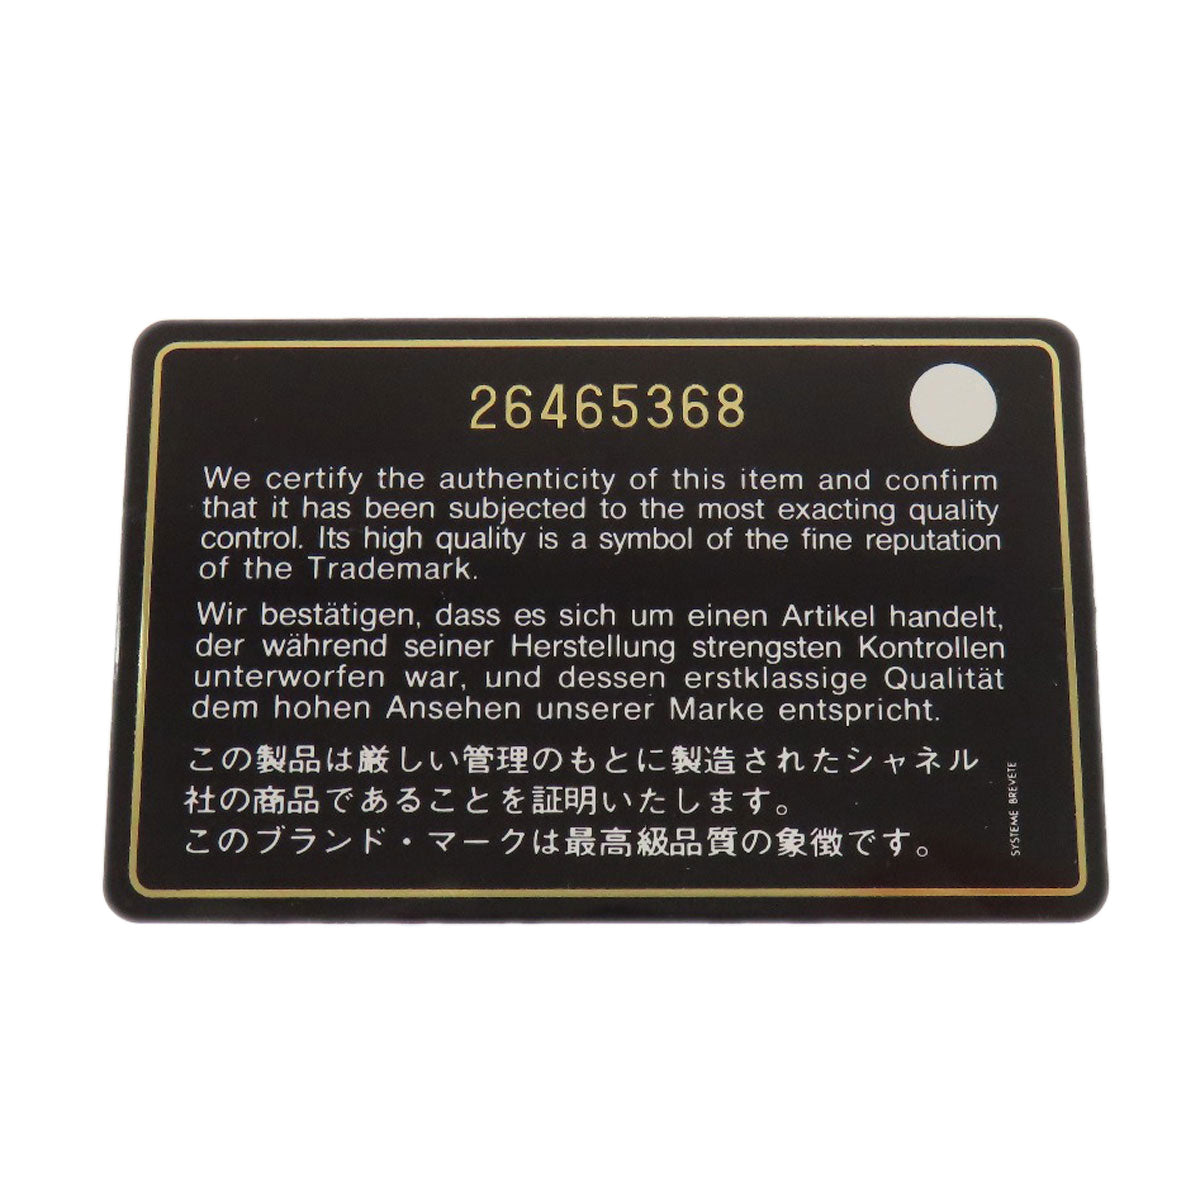 26465368
We certify the authenticity of this item and confirm
that it has been subjected to the most exacting quality
control. Its high quality is a symbol of the fine reputation
of the Trademark.
Wir bestätigen, dass es sich um einen Artikel handelt,
der während seiner Herstellung strengsten Kontrollen
unterworfen war, und dessen erstklassige Qualität
dem hohen Ansehen unserer Marke entspricht.
この製品は厳しい管理のもとに製造されたシャネル
社の商品であることを証明いたします。
このブランド・マークは最高級品質の象徴です。
SYSTEME BREVETE